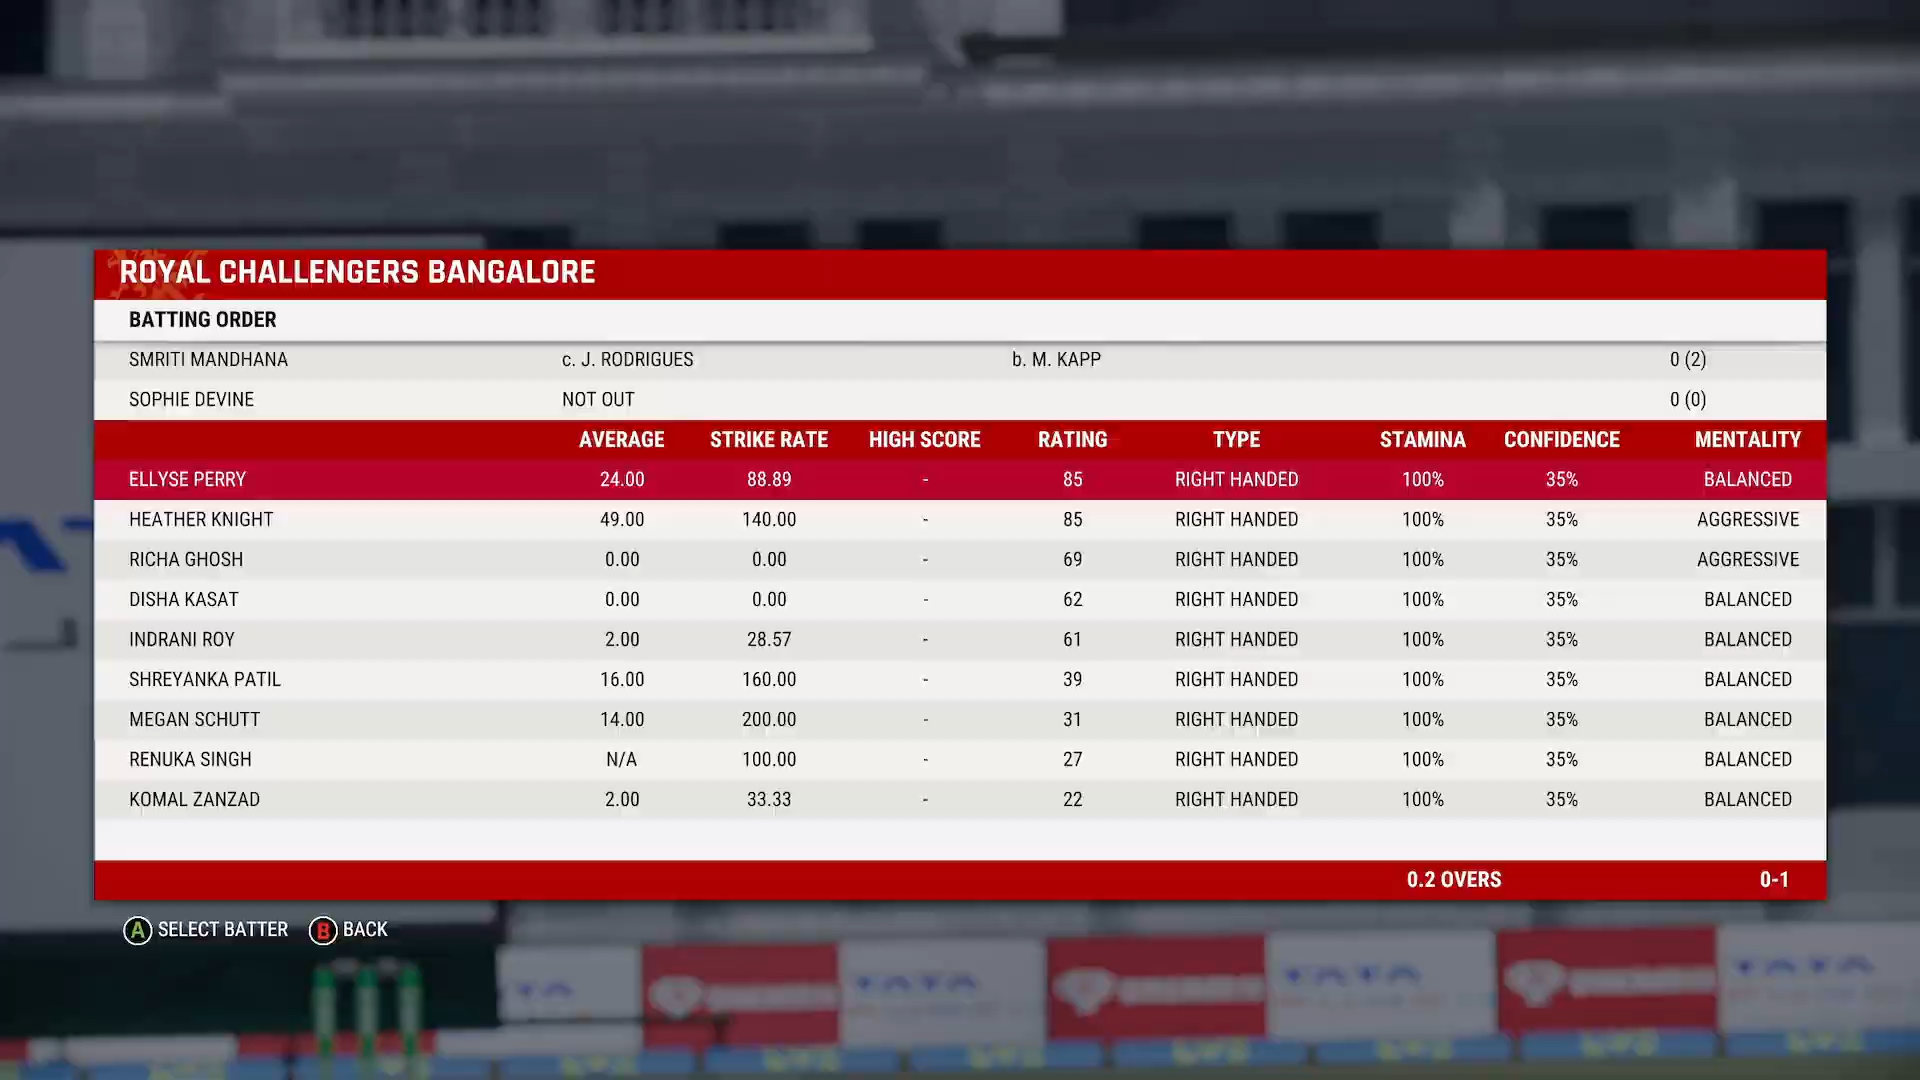 ROYAL CHALLENGERS BANGALORE
BATTING ORDER
SMRITI MANDHANA c. J. RODRIGUES b. M. KAPP 0 (2)
SOPHIE DEVINE NOT OUT 0 (0)
AVERAGE STRIKE RATE HIGH SCORE RATING TYPE STAMINA CONFIDENCE MENTALITY
ELLYSE PERRY 24.00 88.89 - 85 RIGHT HANDED 100% 35% BALANCED
HEATHER KNIGHT 49.00 140.00 - 85 RIGHT HANDED 100% 35% AGGRESSIVE
RICHA GHOSH 0.00 0.00 - 69 RIGHT HANDED 100% 35% AGGRESSIVE
DISHA KASAT 0.00 0.00 - 62 RIGHT HANDED 100% 35% BALANCED
INDRANI ROY 2.00 28.57 - 61 RIGHT HANDED 100% 35% BALANCED
SHREYANKA PATIL 16.00 160.00 - 39 RIGHT HANDED 100% 35% BALANCED
MEGAN SCHUTT 14.00 200.00 - 31 RIGHT HANDED 100% 35% BALANCED
RENUKA SINGH N/A 100.00 - 27 RIGHT HANDED 100% 35% BALANCED
KOMAL ZANZAD 2.00 33.33 - 22 RIGHT HANDED 100% 35% BALANCED
0.2 OVERS 0-1
A SELECT BATTER B BACK
TATA TATA TATA